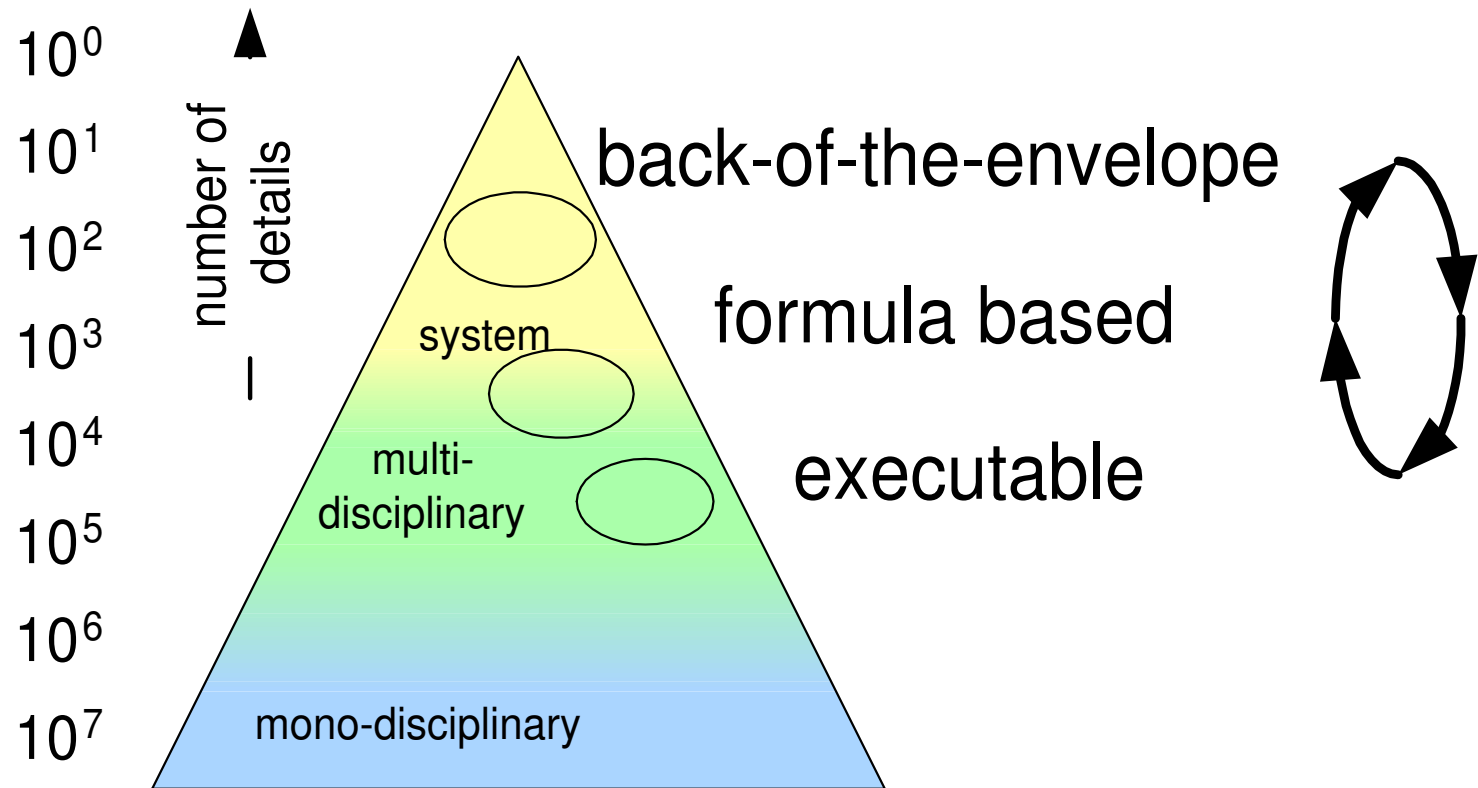 10⁰
10¹
10²
10³
10⁴
10⁵
10⁶
10⁷
number of
details
back-of-the-envelope
formula based
executable
system
multi-
disciplinary
mono-disciplinary